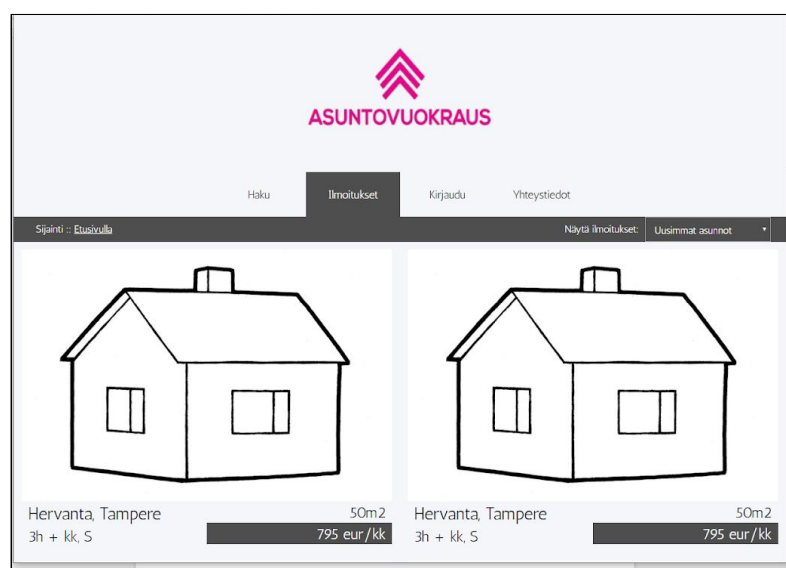 ASUNTOVUOKRAUS
Haku Ilmoitukset Kirjaudu Yhteystiedot
Sijainti :: Etusivulla Näytä ilmoitukset: Uusimmat asunnot
Hervanta, Tampere 50m2 Hervanta, Tampere 50m2
3h + kk, S 795 eur/kk 3h + kk, S 795 eur/kk